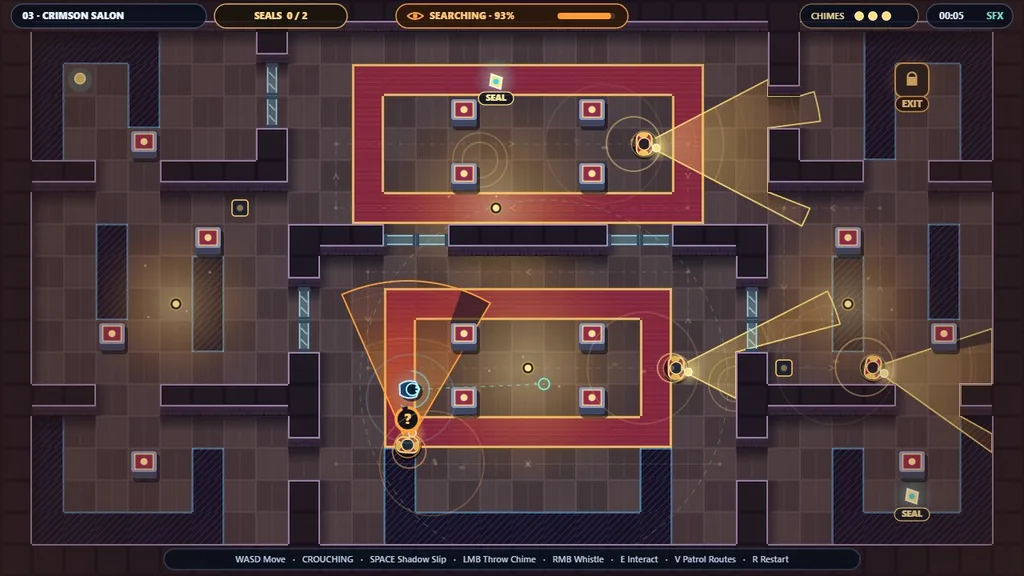 03 - CRIMSON SALON
SEALS 0 / 2
SEARCHING - 93%
CHIMES
00:05 SFX
SEAL
EXIT
?
SEAL
WASD Move · CROUCHING · SPACE Shadow Slip · LMB Throw Chime · RMB Whistle · E Interact · V Patrol Routes · R Restart